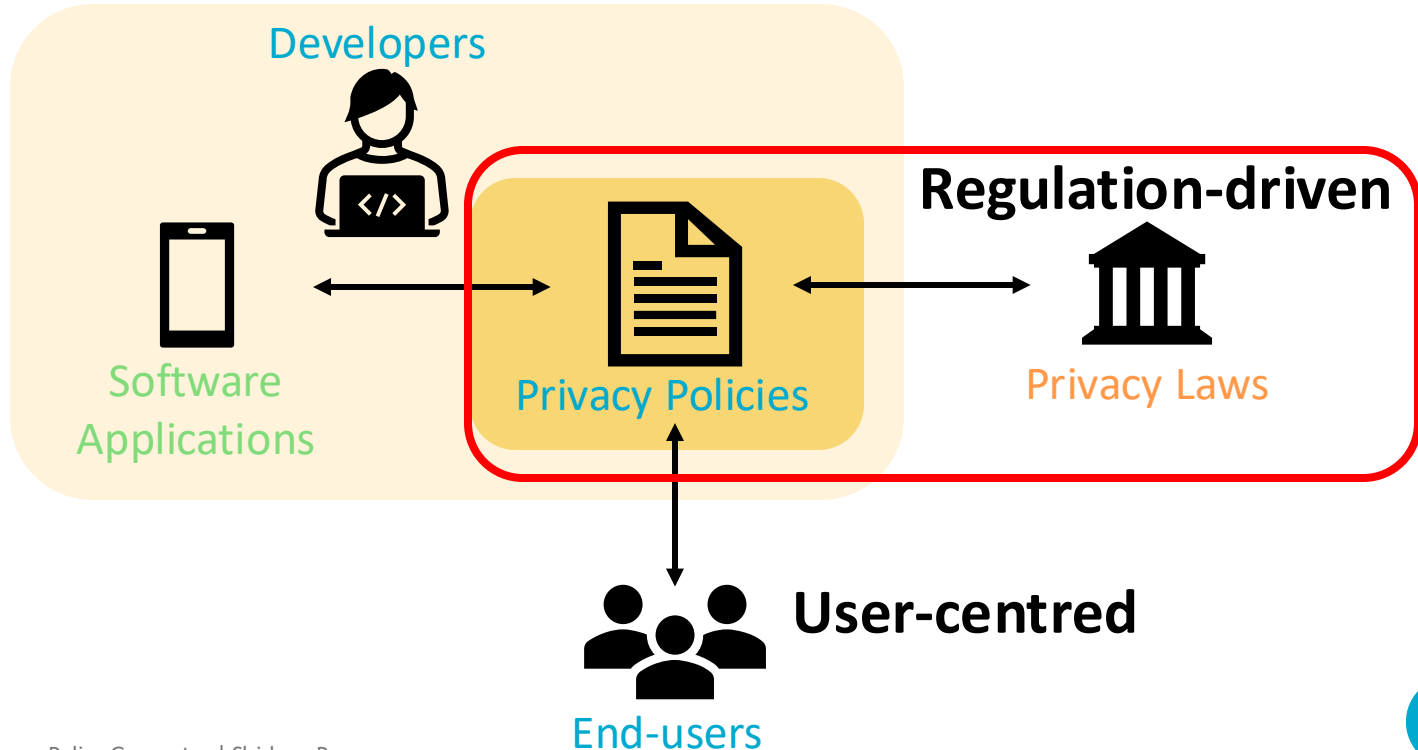 Developers
</>
Regulation-driven
Software
Applications
Privacy Policies
Privacy Laws
User-centred
End-users